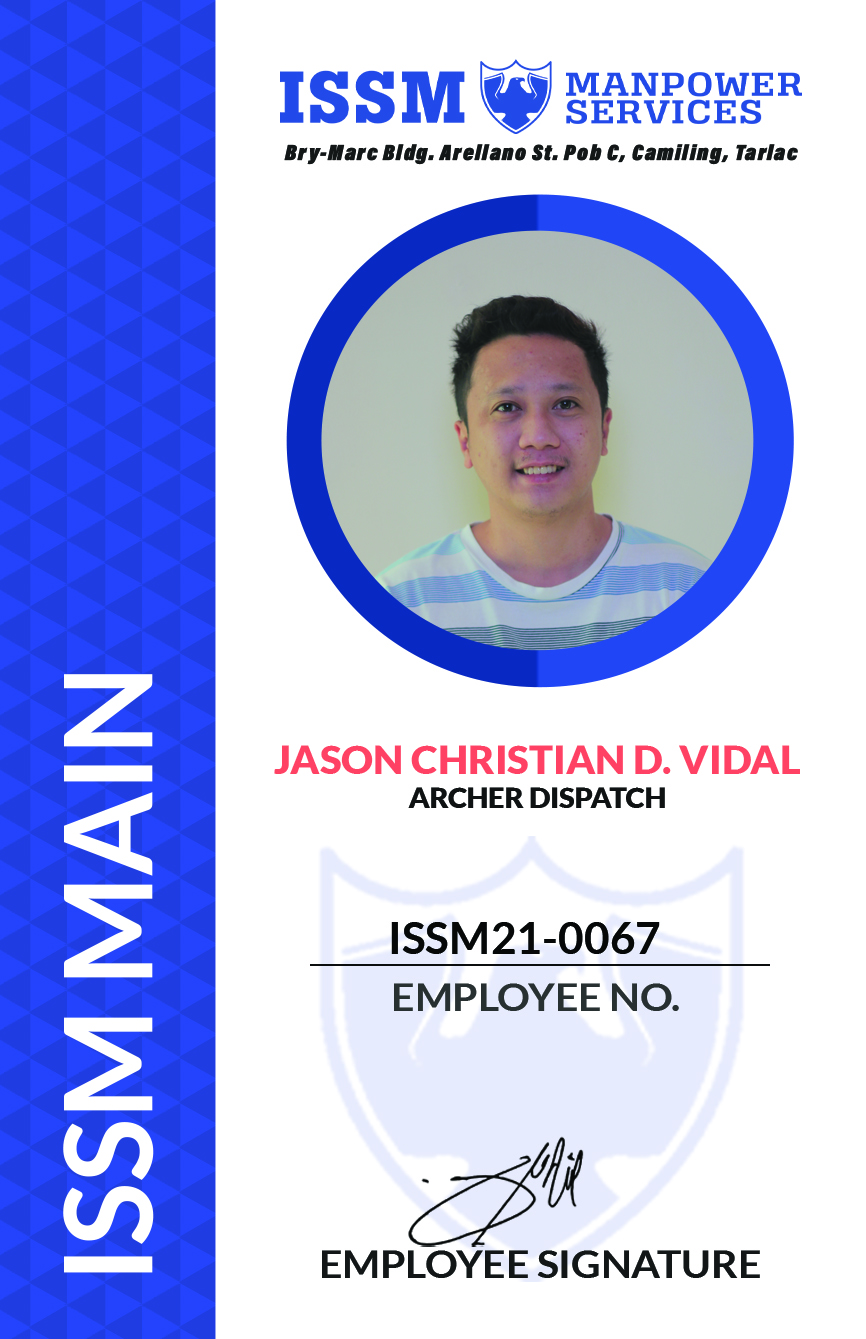 ISSM MANPOWER SERVICES
Bry-Marc Bldg. Arellano St. Pob C, Camiling, Tarlac
JASON CHRISTIAN D. VIDAL
ARCHER DISPATCH
ISSM21-0067
EMPLOYEE NO.
EMPLOYEE SIGNATURE
ISSM MAIN